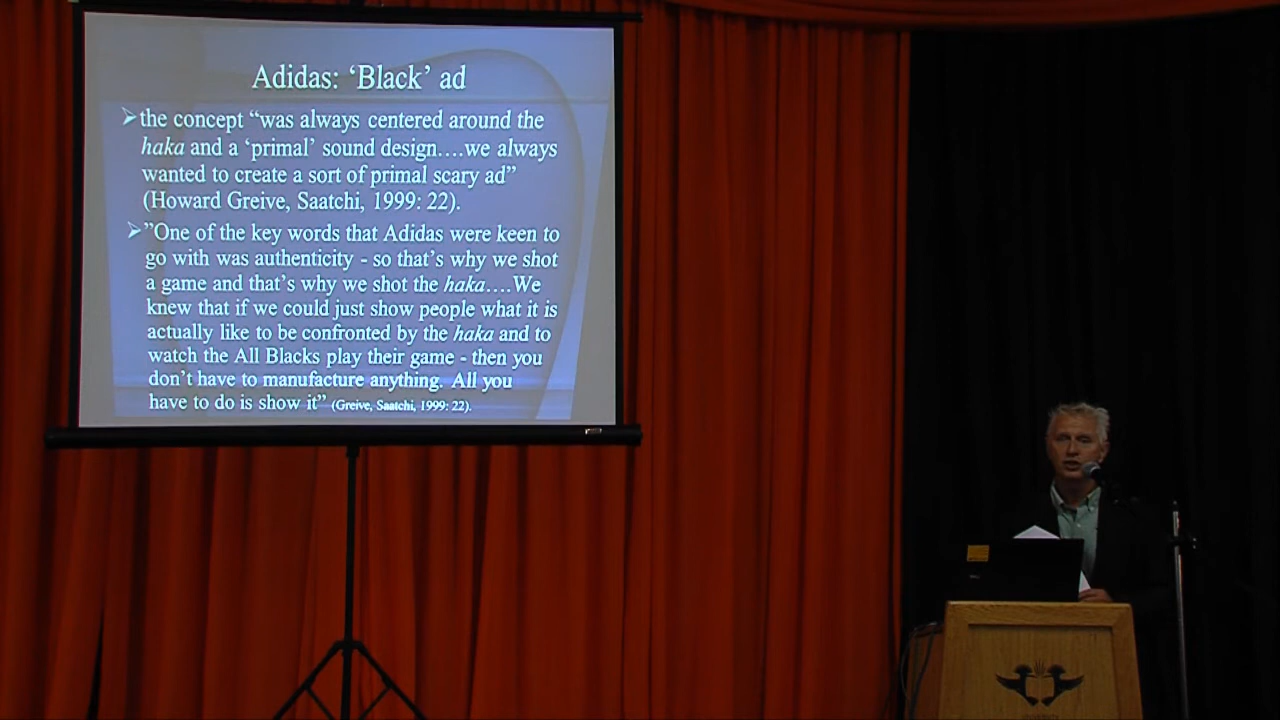 Adidas: ‘Black’ ad
➢the concept “was always centered around the
haka and a ‘primal’ sound design….we always
wanted to create a sort of primal scary ad”
(Howard Greive, Saatchi, 1999: 22).
➢”One of the key words that Adidas were keen to
go with was authenticity - so that’s why we shot
a game and that’s why we shot the haka….We
knew that if we could just show people what it is
actually like to be confronted by the haka and to
watch the All Blacks play their game - then you
don’t have to manufacture anything. All you
have to do is show it” (Greive, Saatchi, 1999: 22).